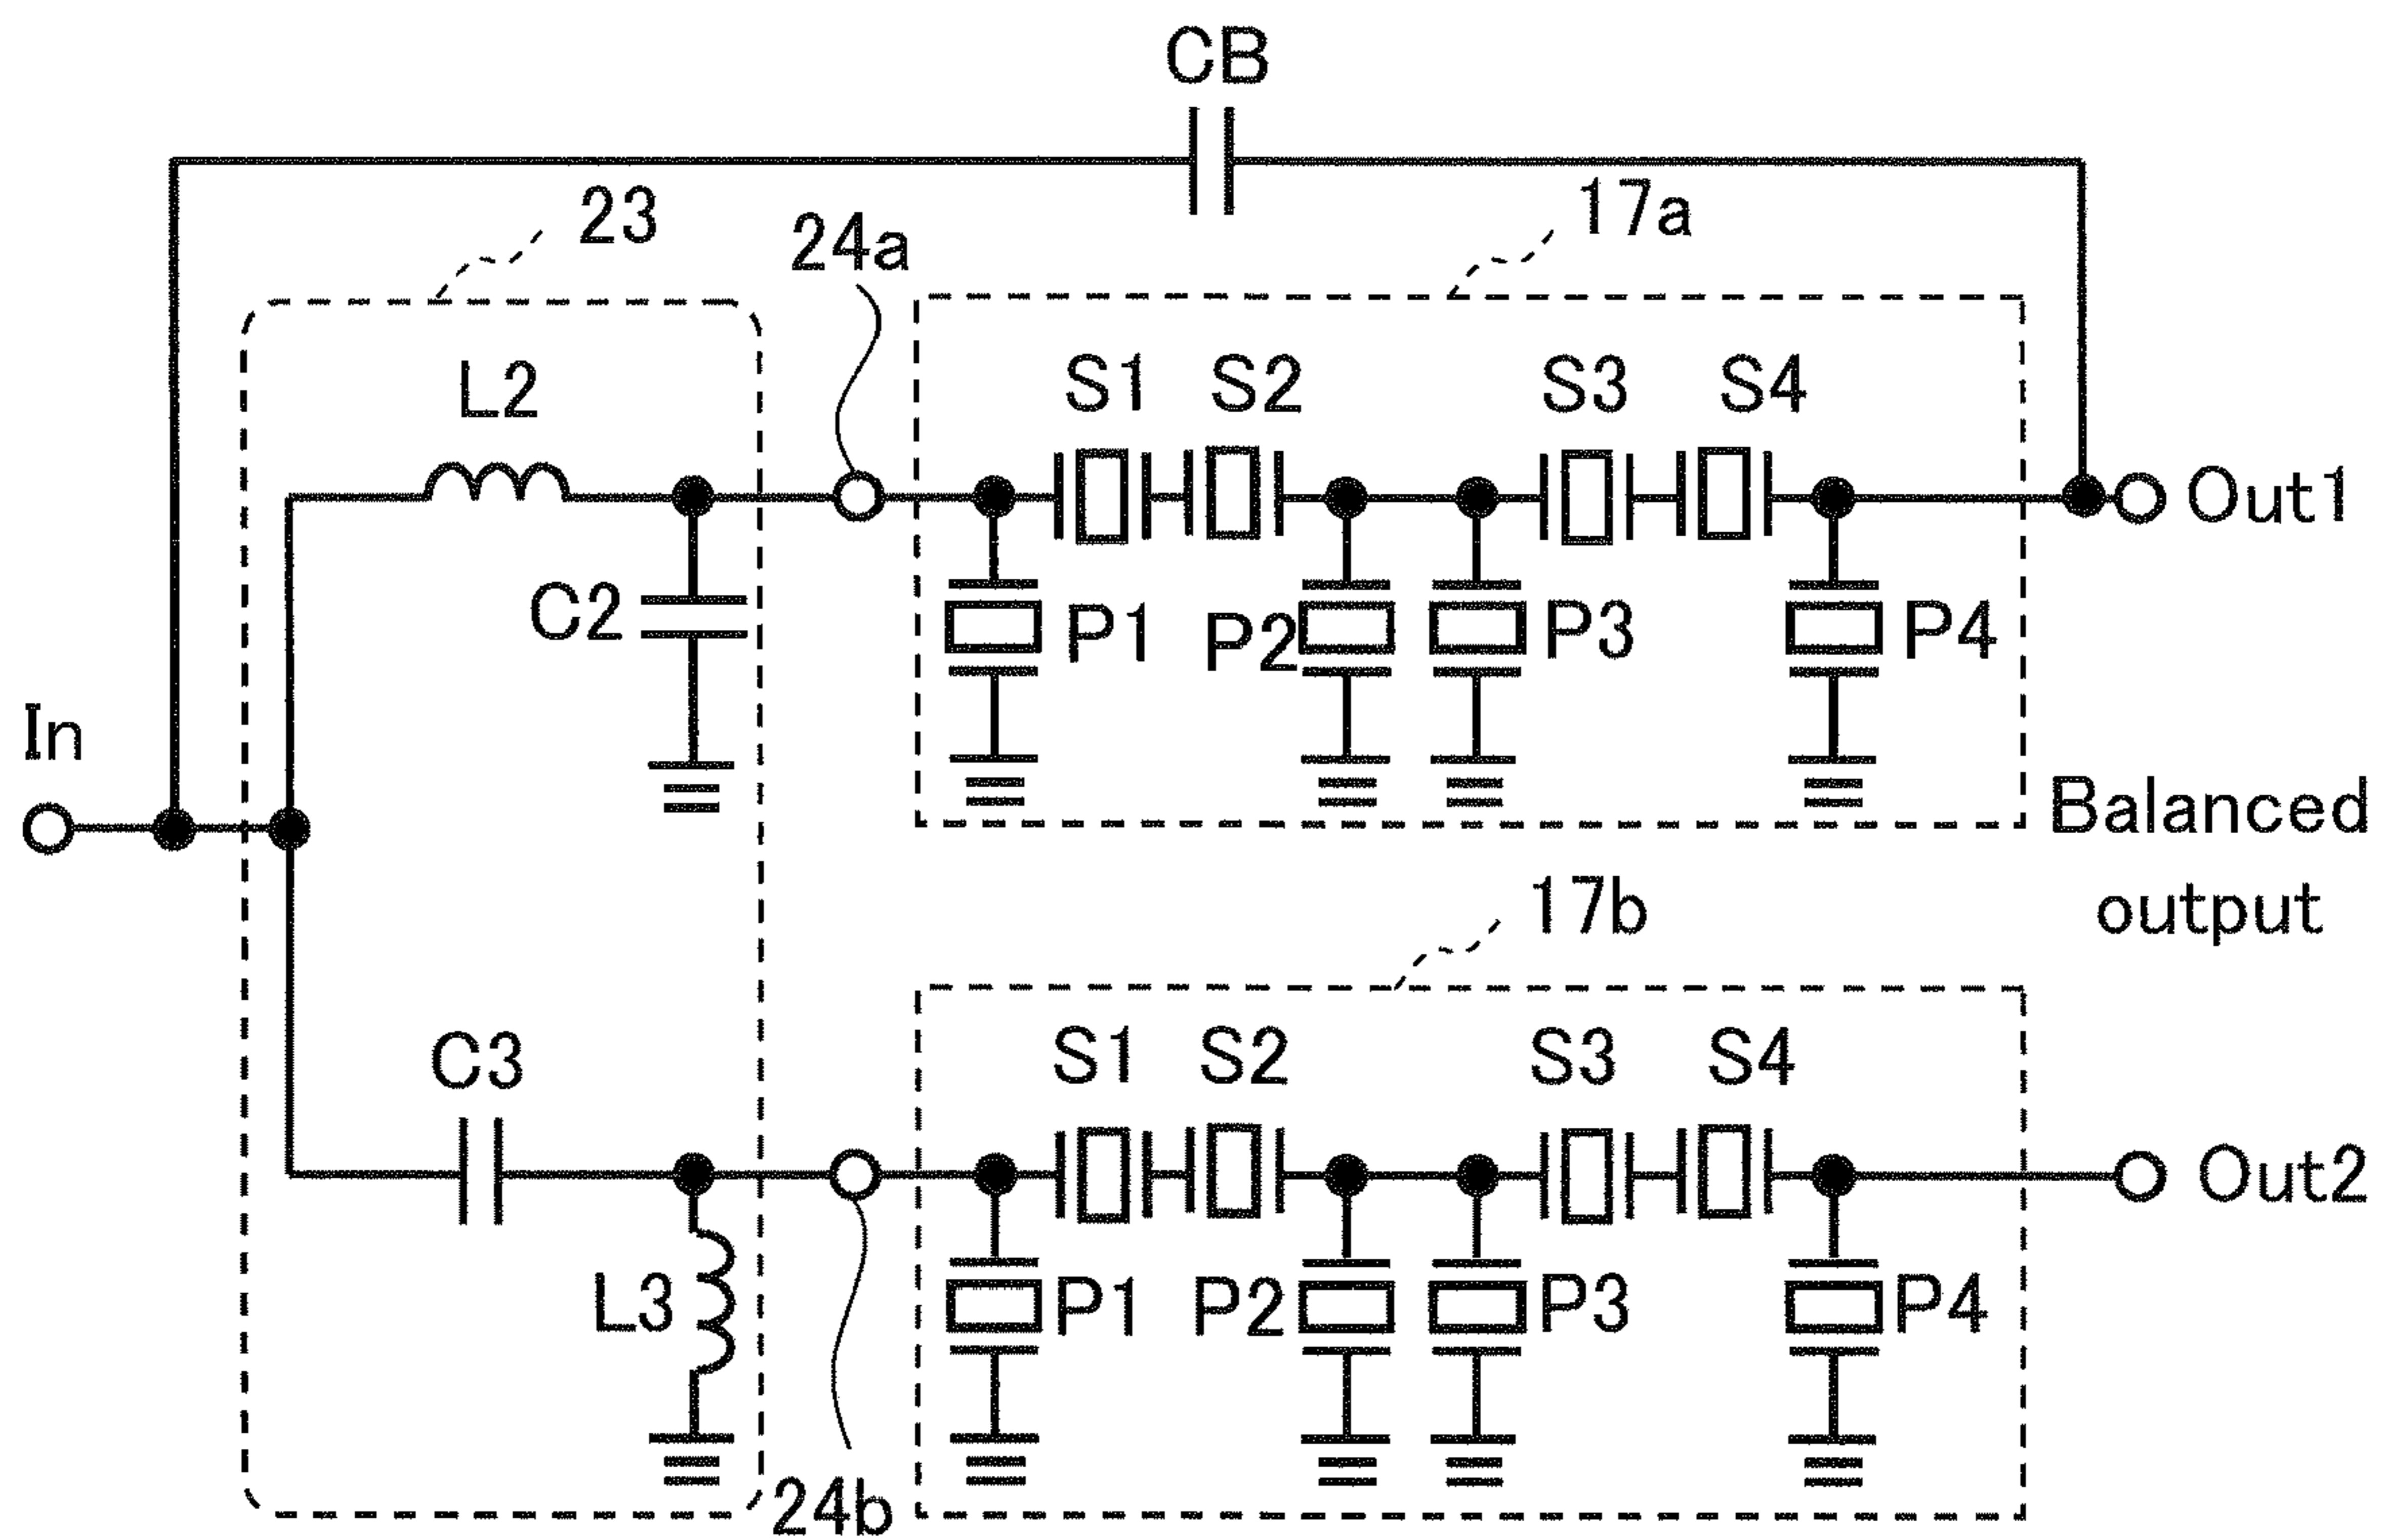 CB
23
24a
17a
L2
S1
S2
S3
S4
Out1
C2
P1
P2
P3
P4
In
Balanced
output
17b
C3
S1
S2
S3
S4
Out2
L3
P1
P2
P3
P4
24b